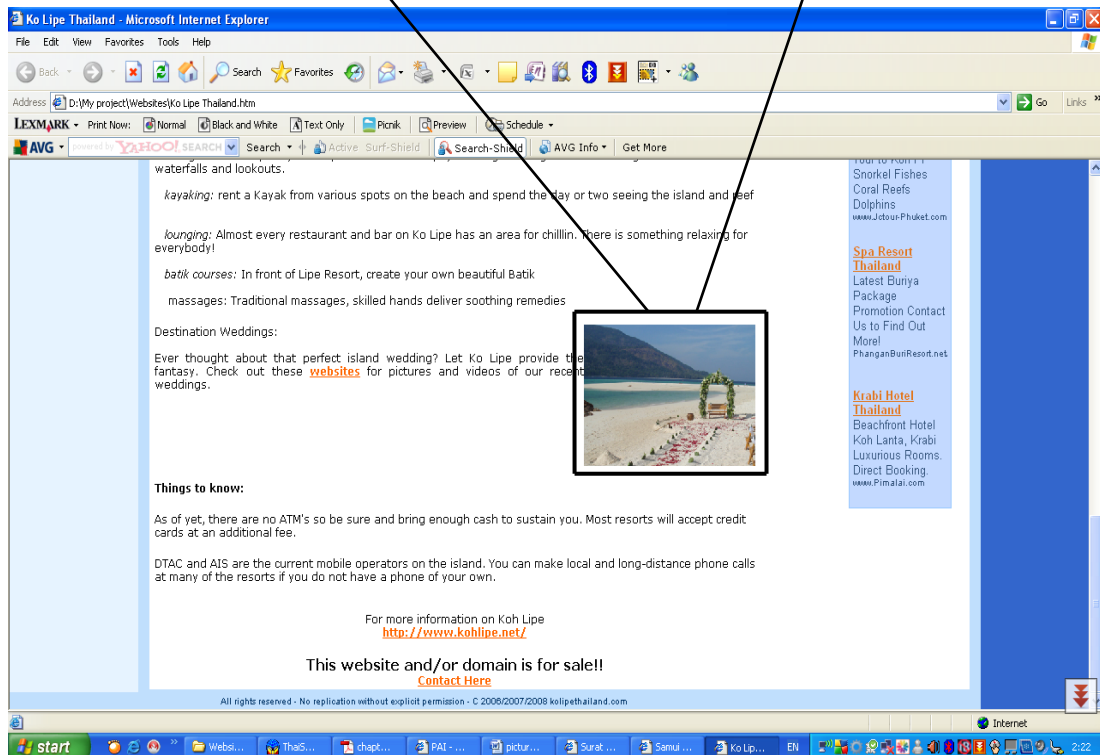 Ko Lipe Thailand - Microsoft Internet Explorer
File Edit View Favorites Tools Help
Back Search Favorites
Address D:\My project\Websites\Ko Lipe Thailand.htm Go Links »
LEXMARK Print Now: Normal Black and White Text Only Picnik Preview Schedule
AVG powered by YAHOO! SEARCH Search Active Surf-Shield Search-Shield AVG Info Get More
waterfalls and lookouts.
kayaking: rent a Kayak from various spots on the beach and spend the day or two seeing the island and reef
lounging: Almost every restaurant and bar on Ko Lipe has an area for chilllin. There is something relaxing for
everybody!
batik courses: In front of Lipe Resort, create your own beautiful Batik
massages: Traditional massages, skilled hands deliver soothing remedies
Destination Weddings:
Ever thought about that perfect island wedding? Let Ko Lipe provide the
fantasy. Check out these websites for pictures and videos of our recent
weddings.
Things to know:
As of yet, there are no ATM's so be sure and bring enough cash to sustain you. Most resorts will accept credit
cards at an additional fee.
DTAC and AIS are the current mobile operators on the island. You can make local and long-distance phone calls
at many of the resorts if you do not have a phone of your own.
For more information on Koh Lipe
http://www.kohlipe.net/
This website and/or domain is for sale!!
Contact Here
Snorkel Fishes
Coral Reefs
Dolphins
www.Jctour-Phuket.com
Spa Resort
Thailand
Latest Buriya
Package
Promotion Contact
Us to Find Out
More!
PhanganBuriResort.net
Krabi Hotel
Thailand
Beachfront Hotel
Koh Lanta, Krabi
Luxurious Rooms.
Direct Booking.
www.Pimalai.com
All rights reserved - No replication without explicit permission - C 2006/2007/2008 kolipethailand.com
Internet
start » Websi... ThaiS... chapt... PAI - ... pictur... Surat ... Samui ... Ko Lip... EN 2:22